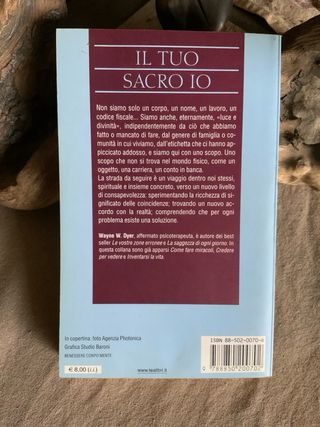 IL TUO
SACRO IO
Non siamo solo un corpo, un nome, un lavoro, un
codice fiscale... Siamo anche, eternamente, «luce e
divinità», indipendentemente da ciò che abbiamo
fatto o mancato di fare, dal genere di famiglia o co-
munità in cui viviamo, dall'etichetta che ci hanno ap-
piccicato addosso, e siamo qui con uno scopo. Uno
scopo che non si trova nel mondo fisico, come un
oggetto, una carriera, un conto in banca.
La strada da seguire è un viaggio dentro noi stessi,
spirituale e insieme concreto, verso un nuovo livello
di consapevolezza: sperimentando la ricchezza di si-
gnificato delle coincidenze; trovando un nuovo ac-
cordo con la realtà; comprendendo che per ogni
problema esiste una soluzione.
Wayne W. Dyer, affermato psicoterapeuta, è autore dei best
seller Le vostre zone erronee e La saggezza di ogni giorno. In
questa collana sono già apparsi Come fare miracoli, Credere
per vedere e Inventarsi la vita.
In copertina: foto Agenzia Photonica
Grafica Studio Baroni
BENESSERE CORPO MENTE
€ 8,00 (i.i.)
www.tealibri.it
ISBN 88-502-0070-
9 788850 200702